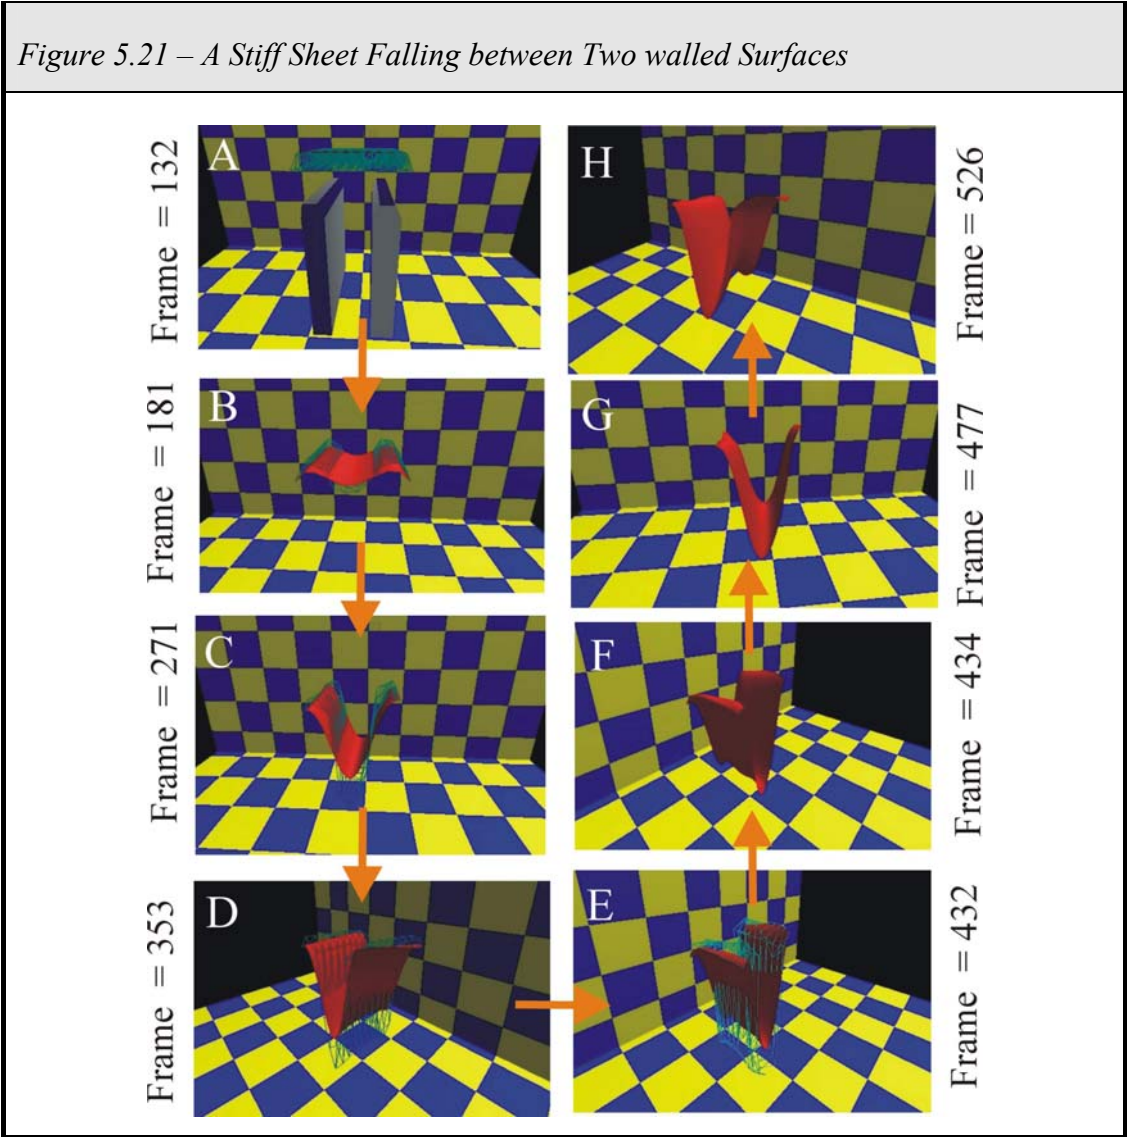 Figure 5.21 – A Stiff Sheet Falling between Two walled Surfaces
A
Frame = 132
B
Frame = 181
C
Frame = 271
D
Frame = 353
E
Frame = 432
F
Frame = 434
G
Frame = 477
H
Frame = 526